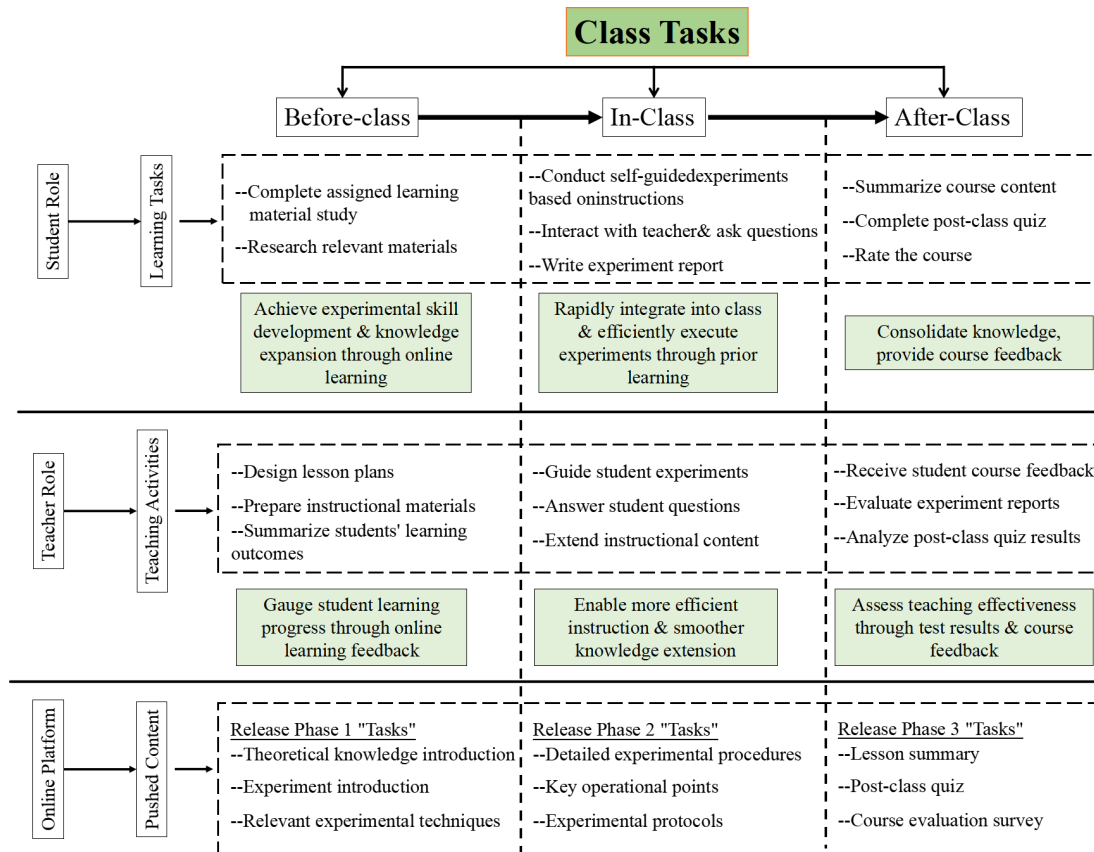 Class Tasks
Before-class
In-Class
After-Class
Student Role
Learning Tasks
--Complete assigned learning
material study
--Research relevant materials
--Conduct self-guidedexperiments
based oninstructions
--Interact with teacher& ask questions
--Write experiment report
--Summarize course content
--Complete post-class quiz
--Rate the course
Achieve experimental skill
development & knowledge
expansion through online
learning
Rapidly integrate into class
& efficiently execute
experiments through prior
learning
Consolidate knowledge,
provide course feedback
Teacher Role
Teaching Activities
--Design lesson plans
--Prepare instructional materials
--Summarize students' learning
outcomes
--Guide student experiments
--Answer student questions
--Extend instructional content
--Receive student course feedback
--Evaluate experiment reports
--Analyze post-class quiz results
Gauge student learning
progress through online
learning feedback
Enable more efficient
instruction & smoother
knowledge extension
Assess teaching effectiveness
through test results & course
feedback
Online Platform
Pushed Content
Release Phase 1 "Tasks"
--Theoretical knowledge introduction
--Experiment introduction
--Relevant experimental techniques
Release Phase 2 "Tasks"
--Detailed experimental procedures
--Key operational points
--Experimental protocols
Release Phase 3 "Tasks"
--Lesson summary
--Post-class quiz
--Course evaluation survey